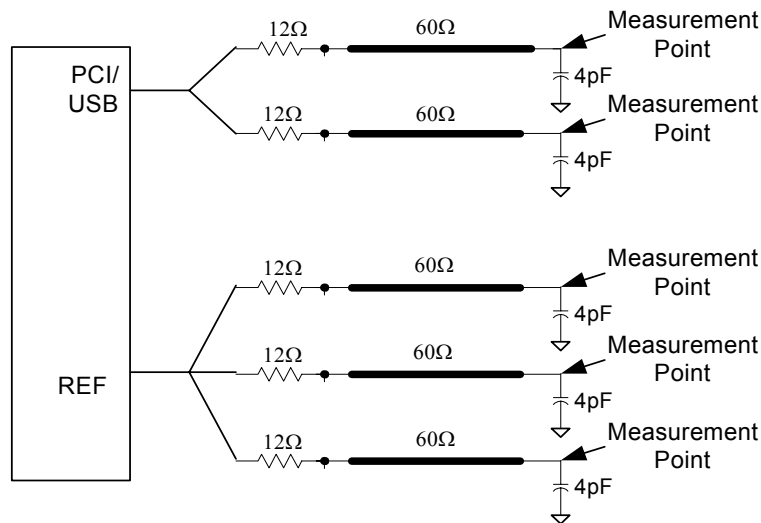 12Ω
60Ω
Measurement
Point
4pF
PCI/
USB
12Ω
60Ω
Measurement
Point
4pF
12Ω
60Ω
Measurement
Point
4pF
REF
12Ω
60Ω
Measurement
Point
4pF
12Ω
60Ω
Measurement
Point
4pF